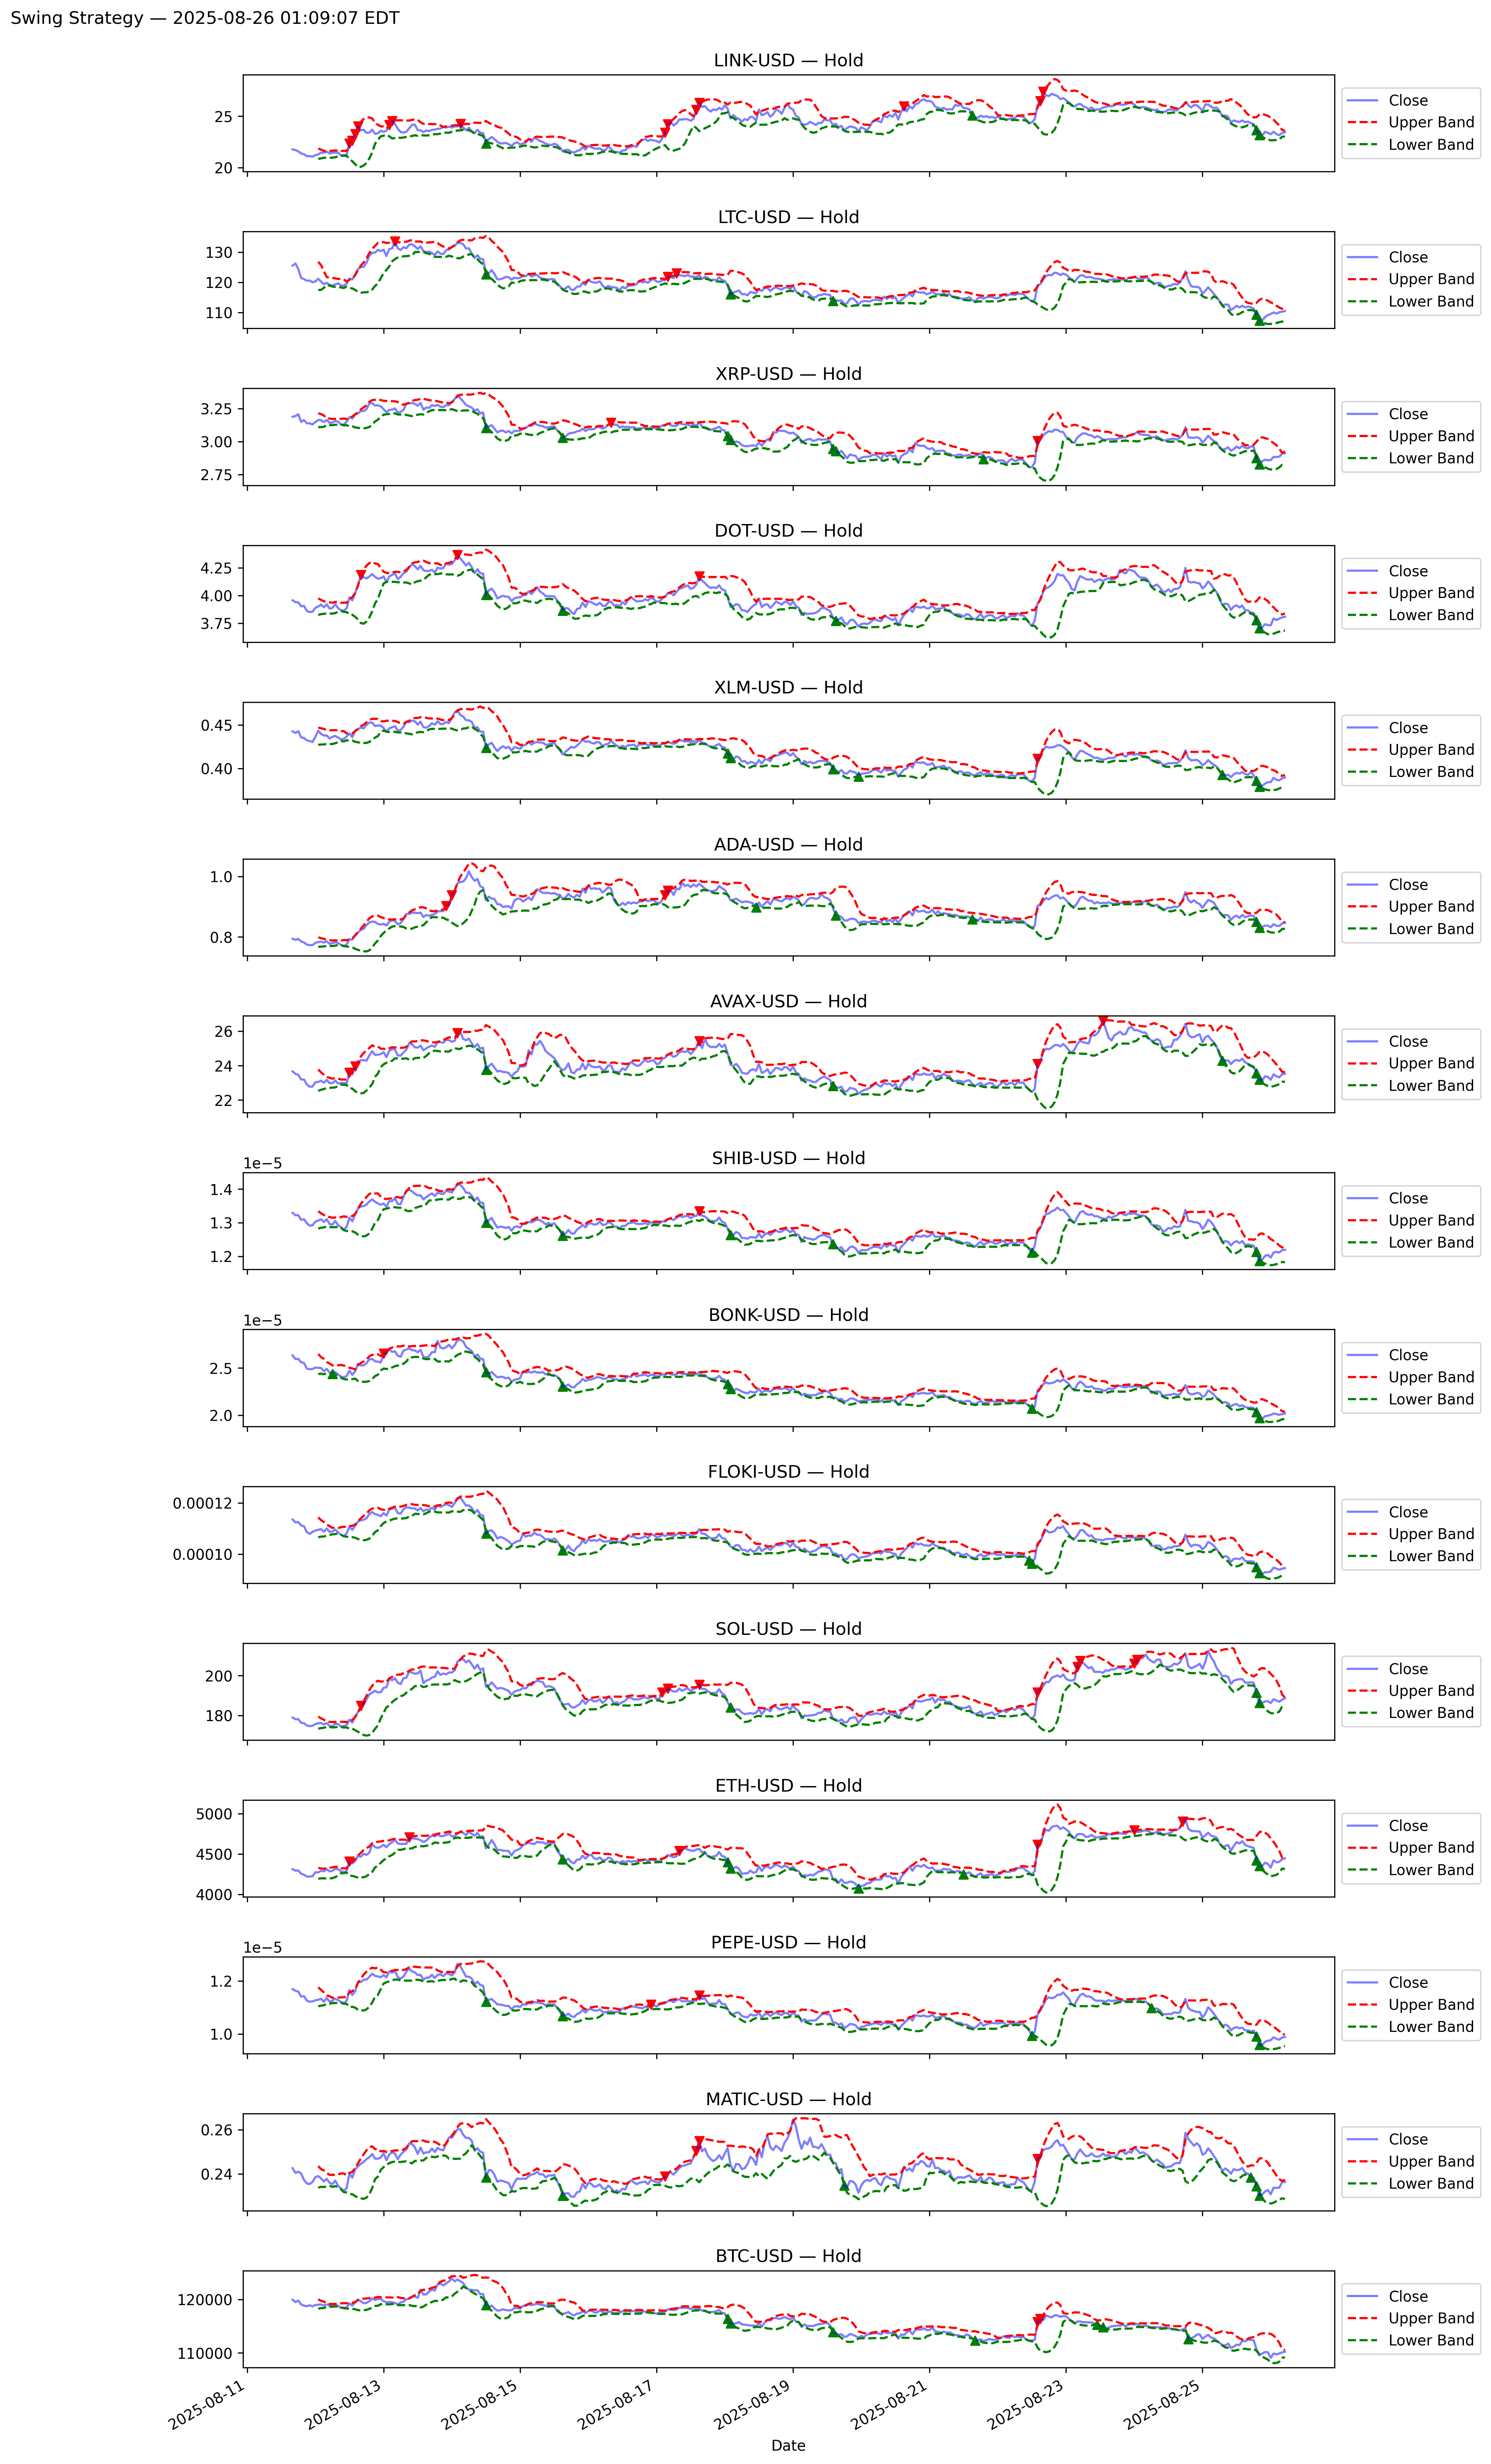 Swing Strategy — 2025-08-26 01:09:07 EDT
LINK-USD — Hold
25
20
Close
Upper Band
Lower Band
LTC-USD — Hold
130
120
110
Close
Upper Band
Lower Band
XRP-USD — Hold
3.25
3.00
2.75
Close
Upper Band
Lower Band
DOT-USD — Hold
4.25
4.00
3.75
Close
Upper Band
Lower Band
XLM-USD — Hold
0.45
0.40
Close
Upper Band
Lower Band
ADA-USD — Hold
1.0
0.8
Close
Upper Band
Lower Band
AVAX-USD — Hold
26
24
22
Close
Upper Band
Lower Band
SHIB-USD — Hold
1e−5
1.4
1.3
1.2
Close
Upper Band
Lower Band
BONK-USD — Hold
1e−5
2.5
2.0
Close
Upper Band
Lower Band
FLOKI-USD — Hold
0.00012
0.00010
Close
Upper Band
Lower Band
SOL-USD — Hold
200
180
Close
Upper Band
Lower Band
ETH-USD — Hold
5000
4500
4000
Close
Upper Band
Lower Band
PEPE-USD — Hold
1e−5
1.2
1.0
Close
Upper Band
Lower Band
MATIC-USD — Hold
0.26
0.24
Close
Upper Band
Lower Band
BTC-USD — Hold
120000
110000
Close
Upper Band
Lower Band
2025-08-11
2025-08-13
2025-08-15
2025-08-17
2025-08-19
2025-08-21
2025-08-23
2025-08-25
Date